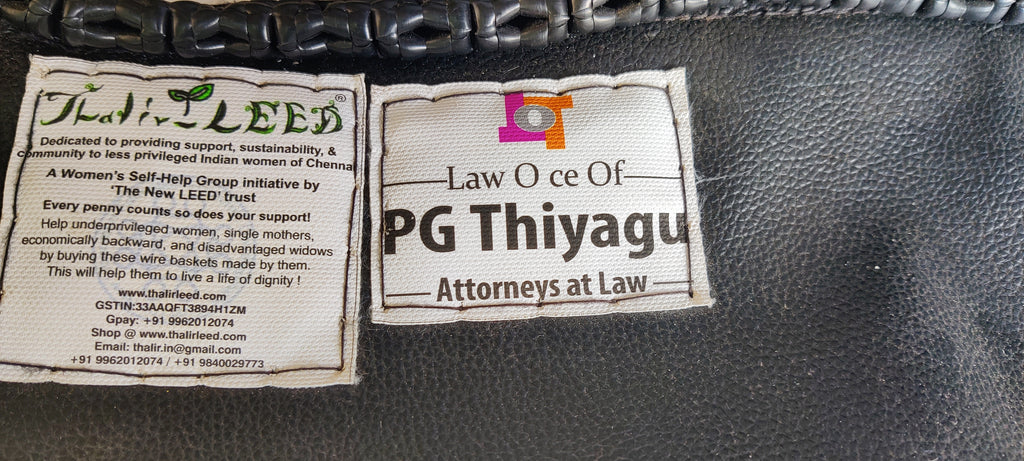 Thalir-LEED®
Dedicated to providing support, sustainability, &
community to less privileged Indian women of Chenna
A Women's Self-Help Group initiative by
'The New LEED' trust
Every penny counts so does your support!
Help underprivileged women, single mothers,
economically backward, and disadvantaged widows
by buying these wire baskets made by them.
This will help them to live a life of dignity !
www.thalirleed.com
GSTIN:33AAQFT3894H1ZM
Gpay: +91 9962012074
Shop @ www.thalirleed.com
Email: thalir.in@gmail.com
+91 9962012074 / +91 9840029773
Law O ce Of
PG Thiyagu
Attorneys at Law